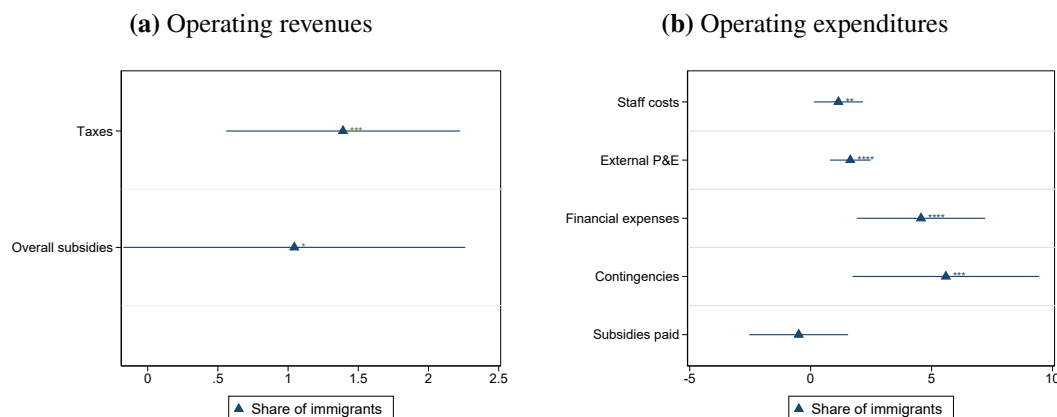 (a) Operating revenues
Taxes
***
Overall subsidies
*
0 .5 1 1.5 2 2.5
Share of immigrants
(b) Operating expenditures
Staff costs
**
External P&E
****
Financial expenses
****
Contingencies
***
Subsidies paid
-5 0 5 10
Share of immigrants